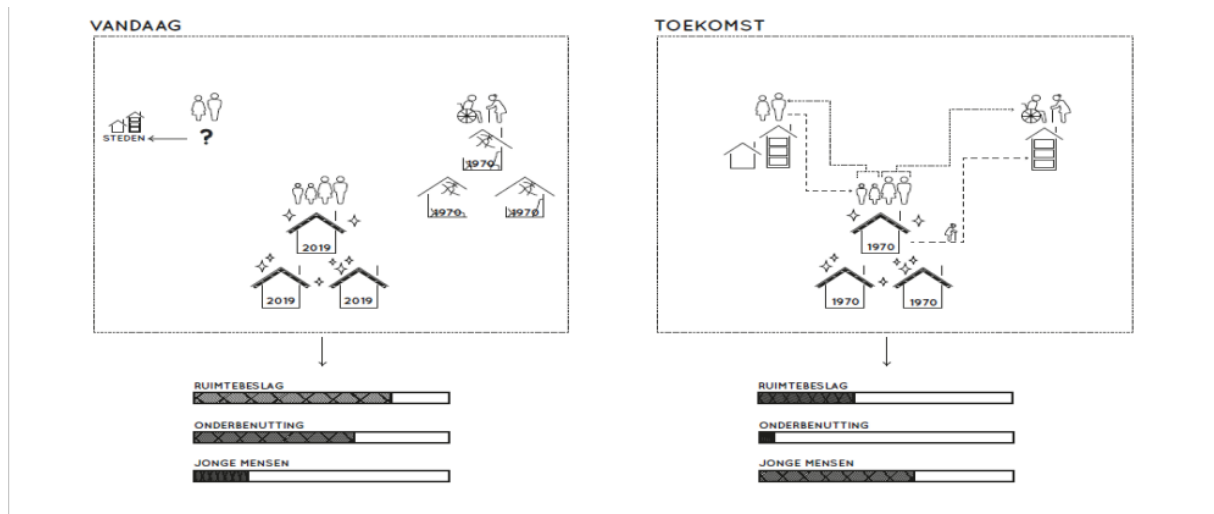 VANDAAG
STEDEN
?
1970
1970
1970
2019
2019
2019
RUIMTEBESLAG
ONDERBENUTTING
JONGE MENSEN
TOEKOMST
1970
1970
1970
RUIMTEBESLAG
ONDERBENUTTING
JONGE MENSEN